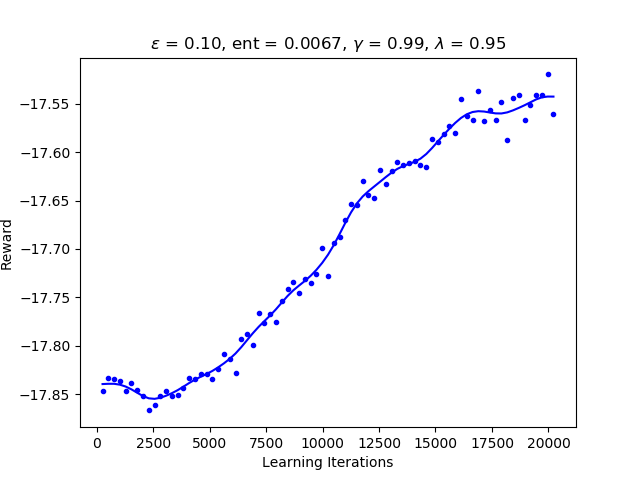 ε = 0.10, ent = 0.0067, γ = 0.99, λ = 0.95
−17.55
−17.60
−17.65
−17.70
−17.75
−17.80
−17.85
Reward
0 2500 5000 7500 10000 12500 15000 17500 20000
Learning Iterations